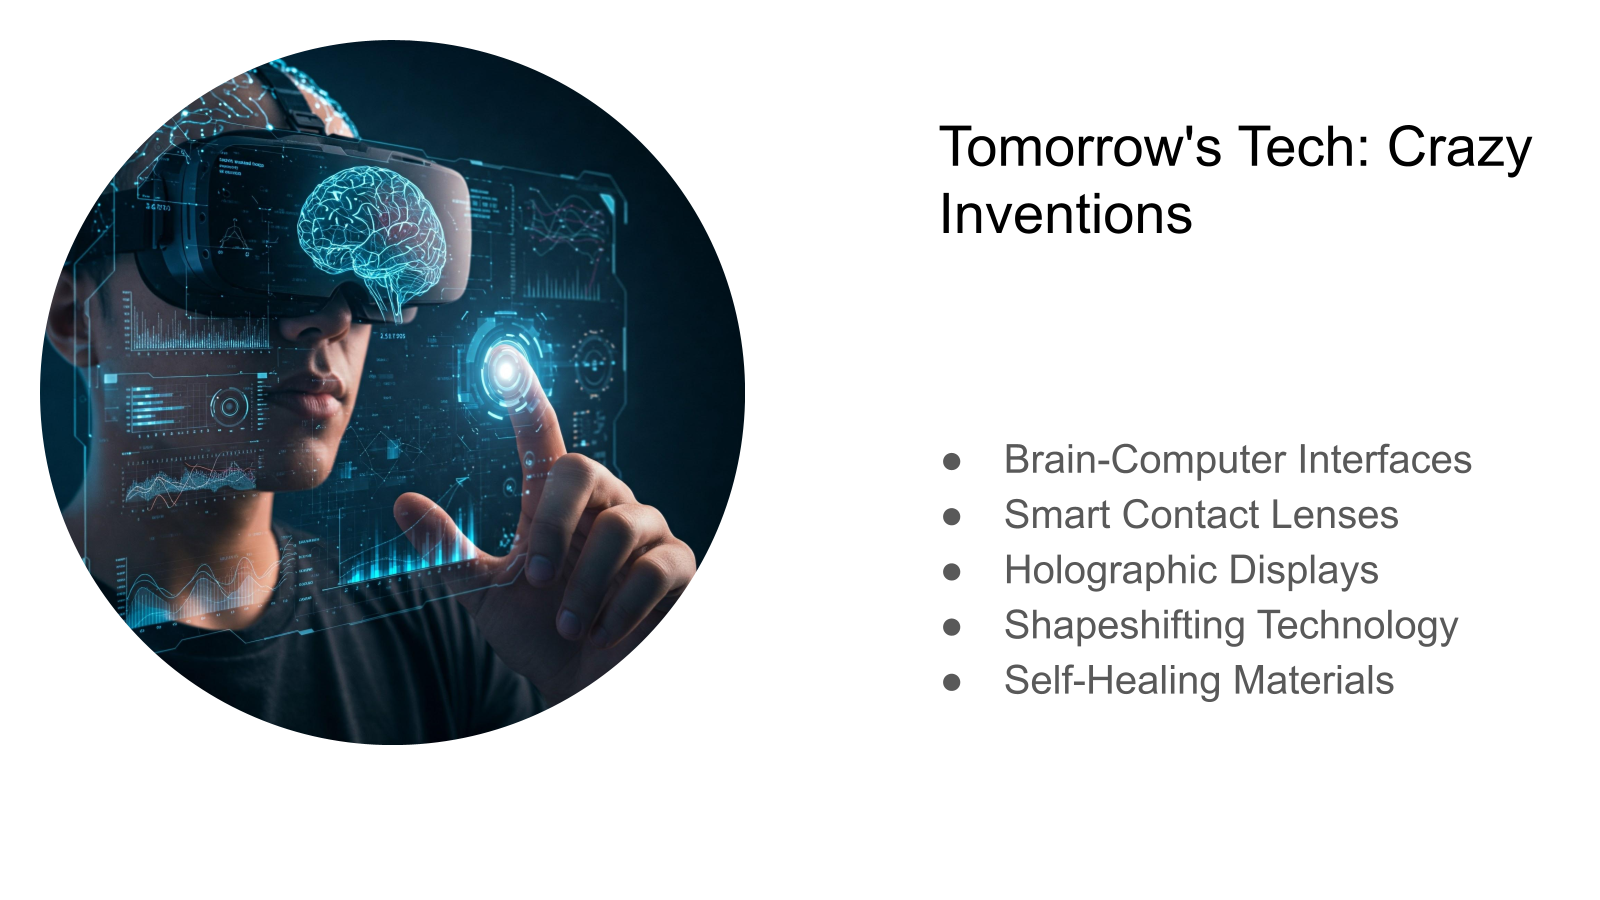 Tomorrow's Tech: Crazy
Inventions
● Brain-Computer Interfaces
● Smart Contact Lenses
● Holographic Displays
● Shapeshifting Technology
● Self-Healing Materials